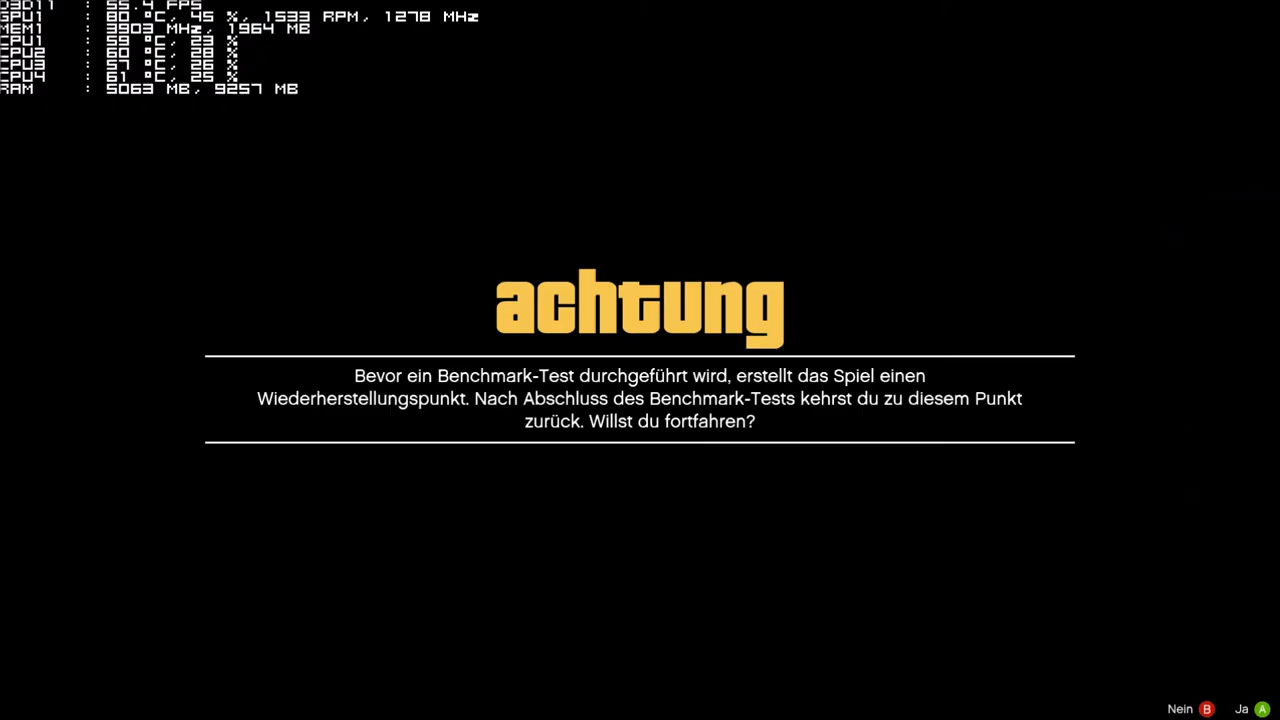 D3D11 : 55.4 FPS
GPU1 : 80 °C, 45 %, 1533 RPM, 1278 MHz
MEM1 : 3903 MHz, 1964 MB
CPU1 : 59 °C, 23 %
CPU2 : 60 °C, 28 %
CPU3 : 57 °C, 26 %
CPU4 : 61 °C, 25 %
RAM : 5063 MB, 9257 MB
achtung
Bevor ein Benchmark-Test durchgeführt wird, erstellt das Spiel einen
Wiederherstellungspunkt. Nach Abschluss des Benchmark-Tests kehrst du zu diesem Punkt
zurück. Willst du fortfahren?
Nein B Ja A